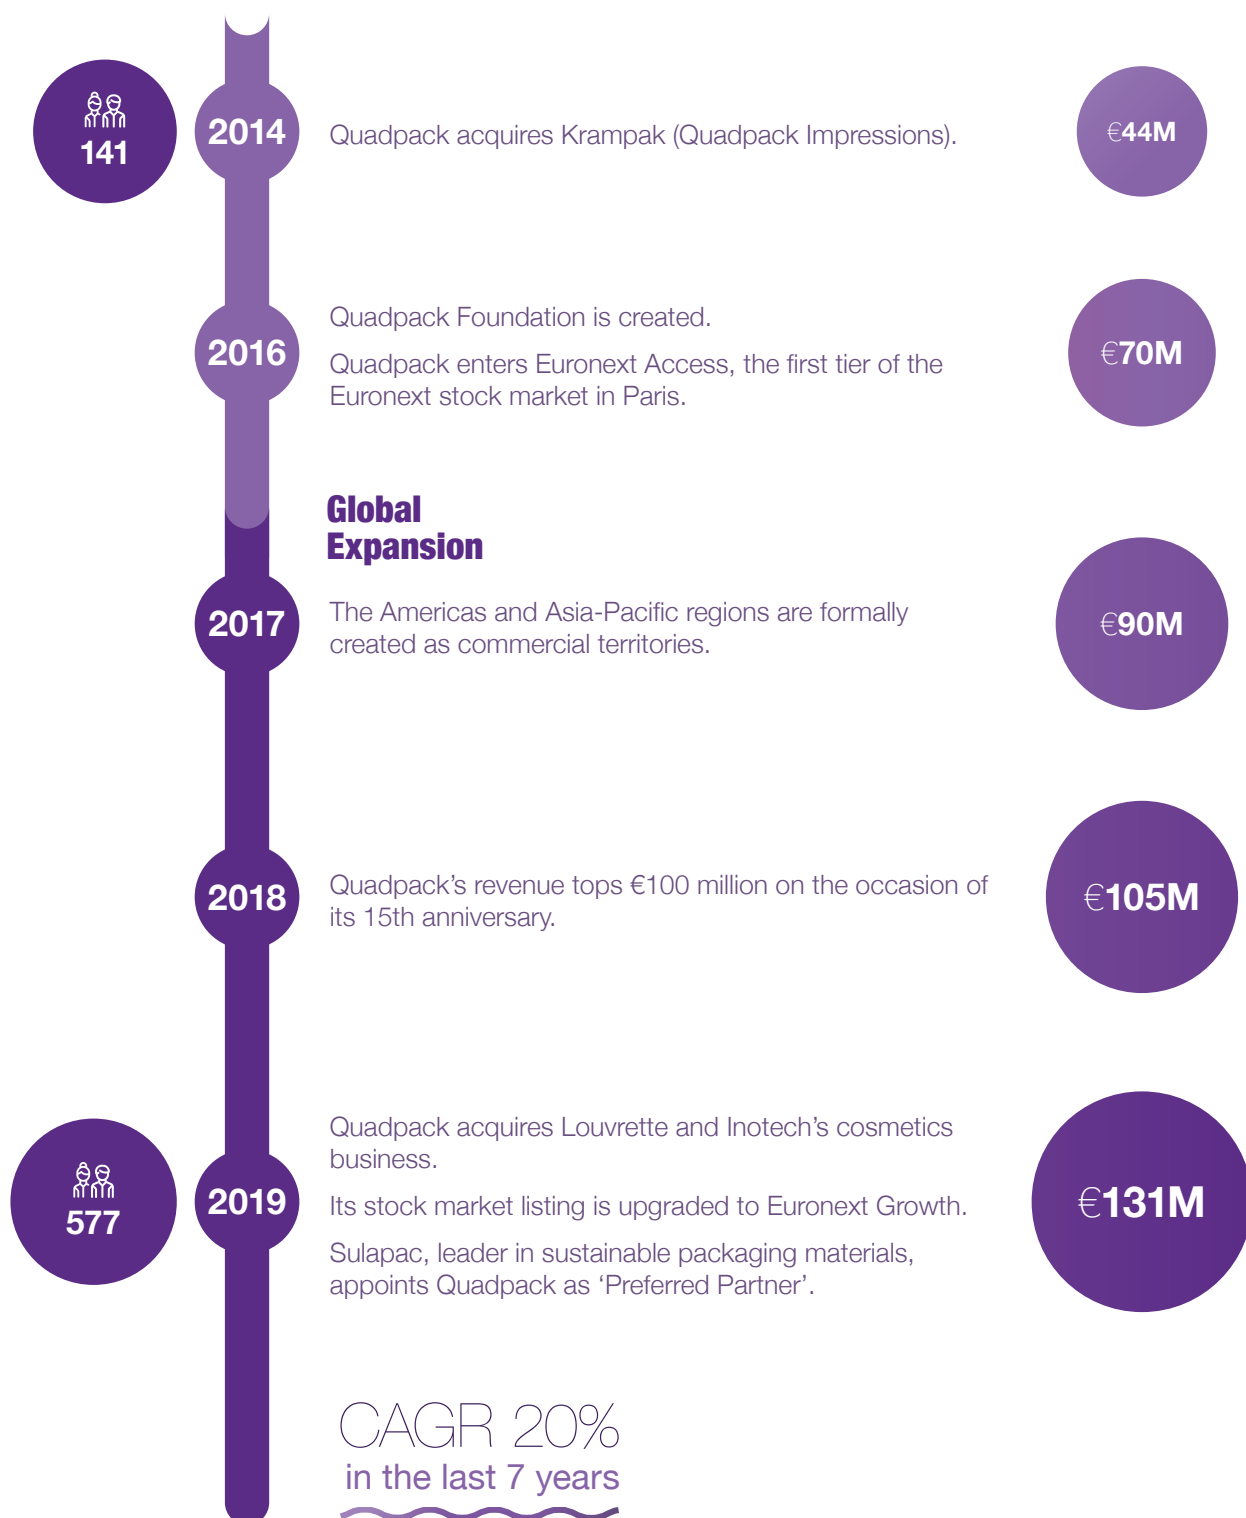 141
2014
Quadpack acquires Krampak (Quadpack Impressions).
€44M
2016
Quadpack Foundation is created.
Quadpack enters Euronext Access, the first tier of the
Euronext stock market in Paris.
€70M
Global
Expansion
2017
The Americas and Asia-Pacific regions are formally
created as commercial territories.
€90M
2018
Quadpack’s revenue tops €100 million on the occasion of
its 15th anniversary.
€105M
577
2019
Quadpack acquires Louvrette and Inotech’s cosmetics
business.
Its stock market listing is upgraded to Euronext Growth.
Sulapac, leader in sustainable packaging materials,
appoints Quadpack as ‘Preferred Partner’.
€131M
CAGR 20%
in the last 7 years